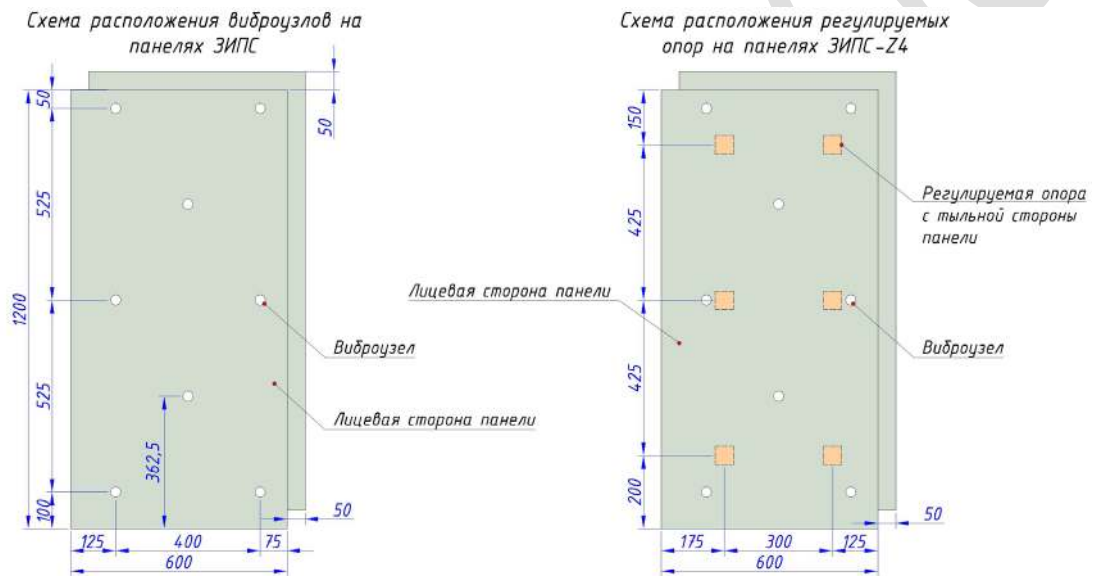 Схема расположения виброузлов на
панелях ЗИПС
50
525
1200
525
100
362,5
50
Виброузел
Лицевая сторона панели
50
125
400
75
600
Схема расположения регулируемых
опор на панелях ЗИПС-Z4
150
425
425
200
Регулируемая опора
с тыльной стороны
панели
Лицевая сторона панели
Виброузел
50
175
300
125
600